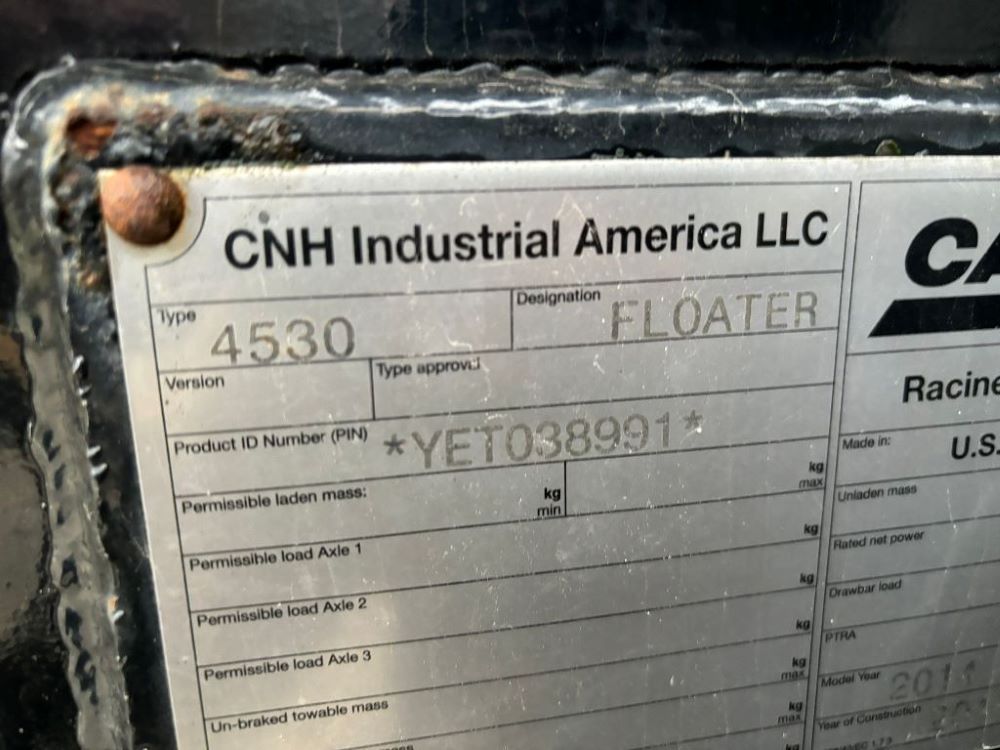 CNH Industrial America LLC
Type
4530
Designation
FLOATER
Version
Type approval
Product ID Number (PIN)
*YET038991*
Permissible laden mass:
kg
min
kg
max
Permissible load Axle 1
kg
Permissible load Axle 2
kg
Permissible load Axle 3
kg
Un-braked towable mass
kg
max
kg
max
kg
CA
Racine
Made in:
U.S.
Unladen mass
Rated net power
Drawbar load
PTRA
Model Year
Year of Construction